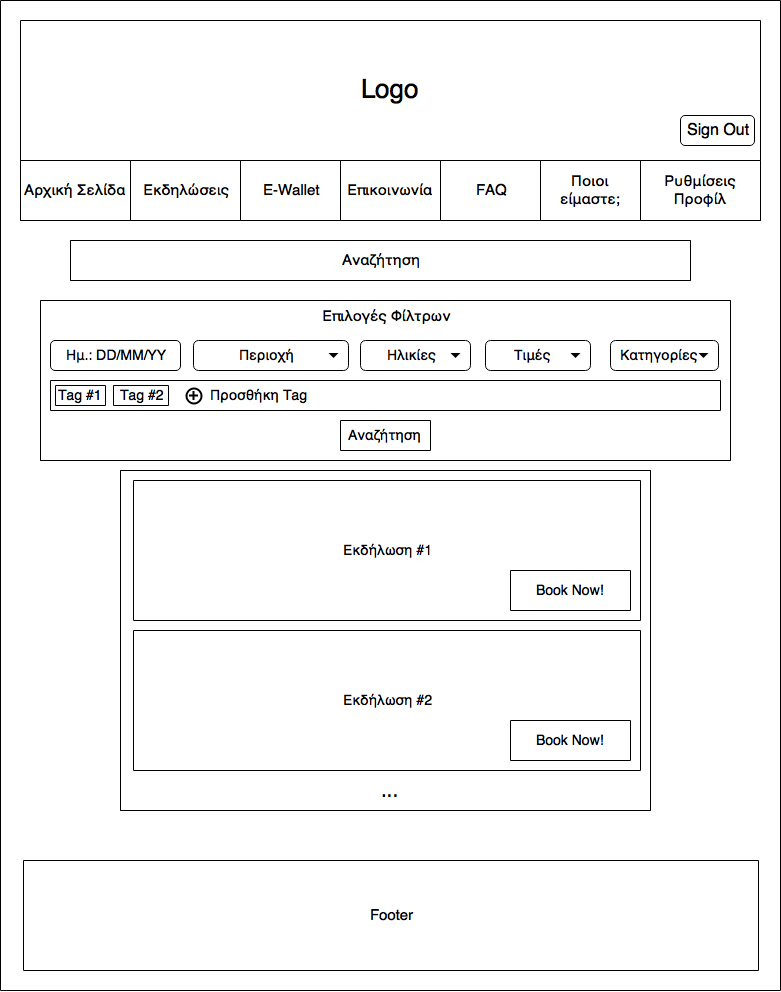 Logo
Sign Out
Αρχική Σελίδα
Εκδηλώσεις
E-Wallet
Επικοινωνία
FAQ
Ποιοι
είμαστε;
Ρυθμίσεις
Προφίλ
Αναζήτηση
Επιλογές Φίλτρων
Ημ.: DD/MM/YY
Περιοχή
Ηλικίες
Τιμές
Κατηγορίες
Tag #1
Tag #2
Προσθήκη Tag
Αναζήτηση
Εκδήλωση #1
Book Now!
Εκδήλωση #2
Book Now!
...
Footer